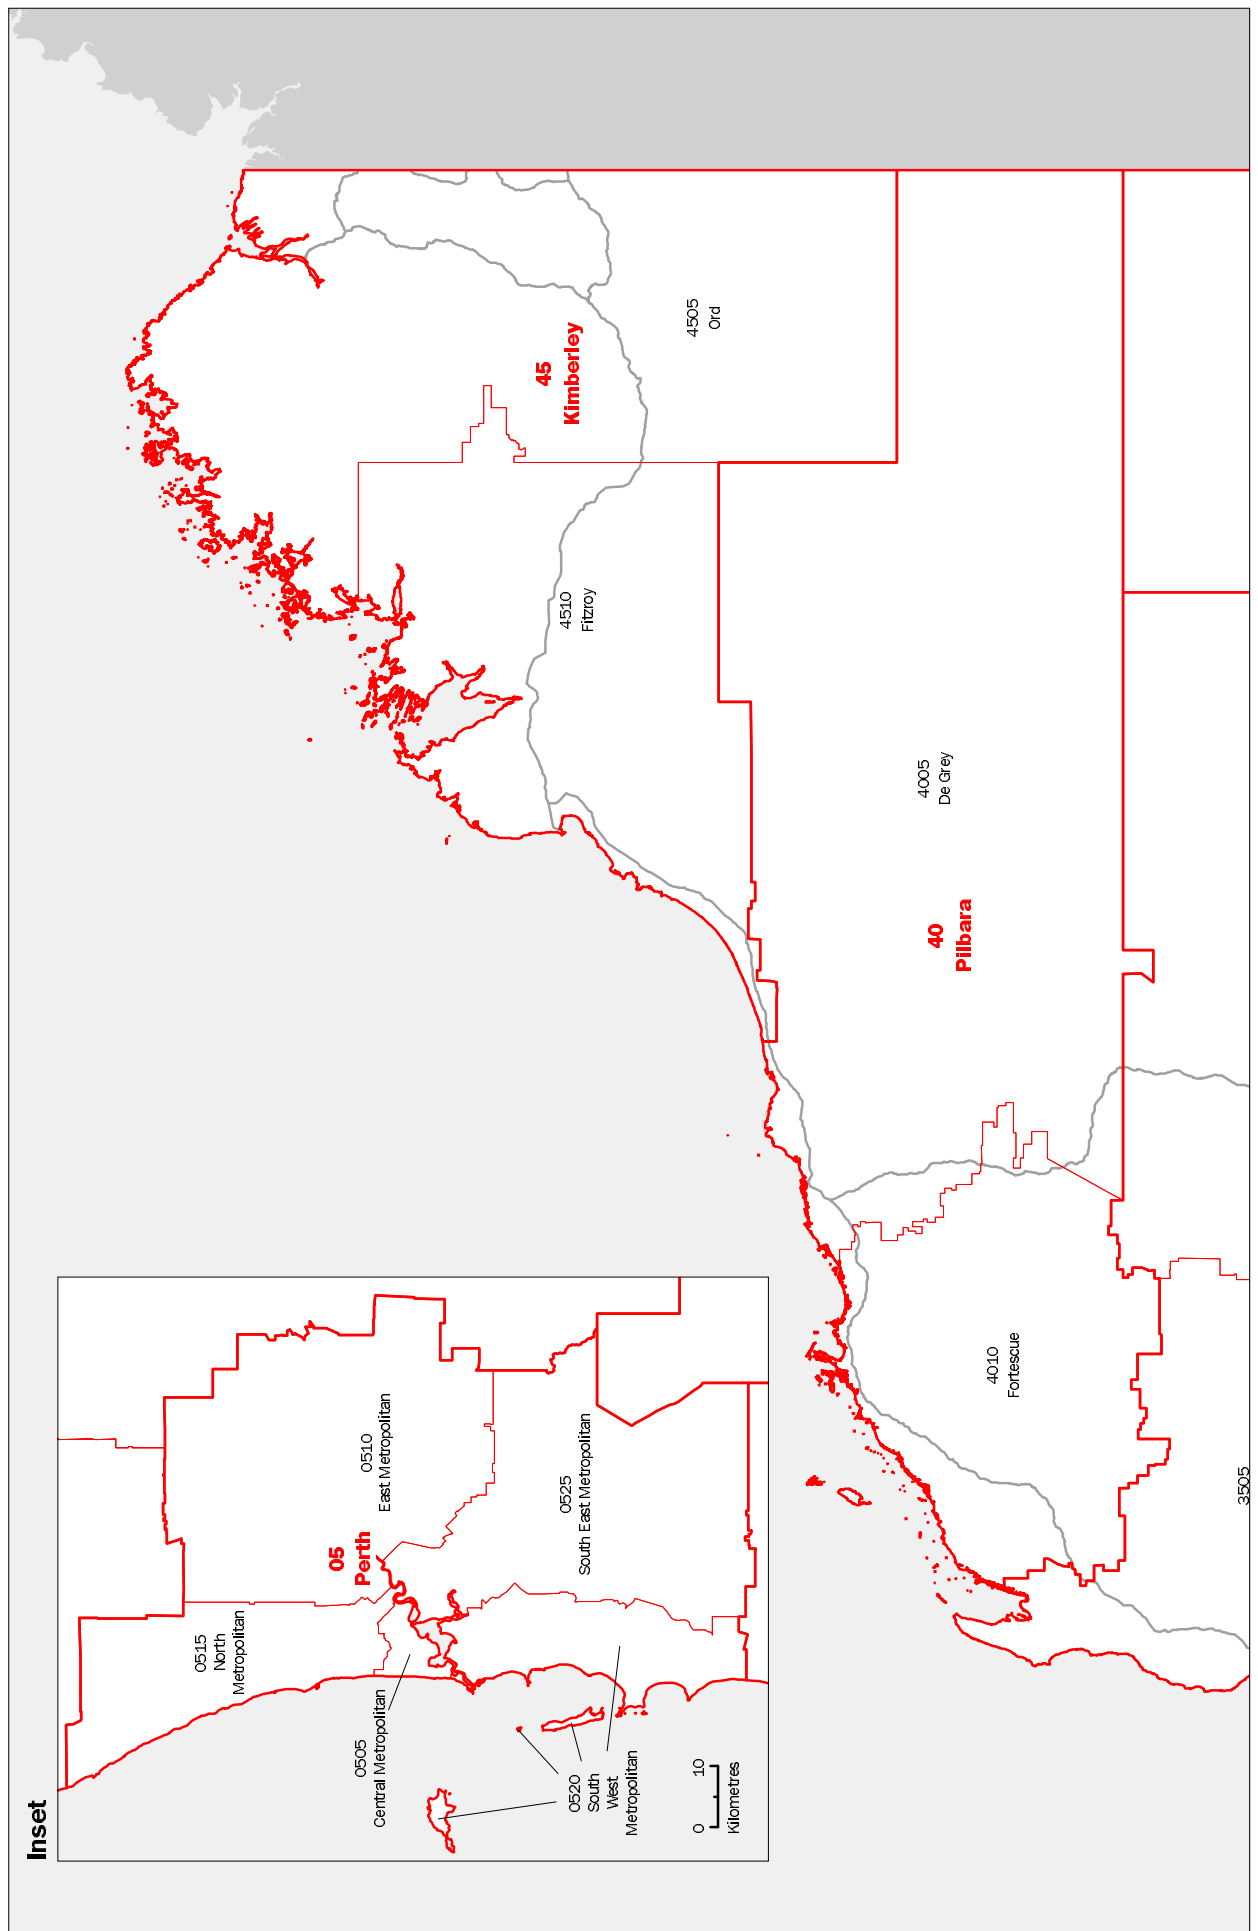 Inset
0515
North
Metropolitan
05
Perth
0510
East Metropolitan
0505
Central Metropolitan
0525
South East Metropolitan
0520
South
West
Metropolitan
0
10
Kilometres
45
Kimberley
4505
Ord
4510
Fitzroy
4005
De Grey
40
Pilbara
4010
Fortescue
3505